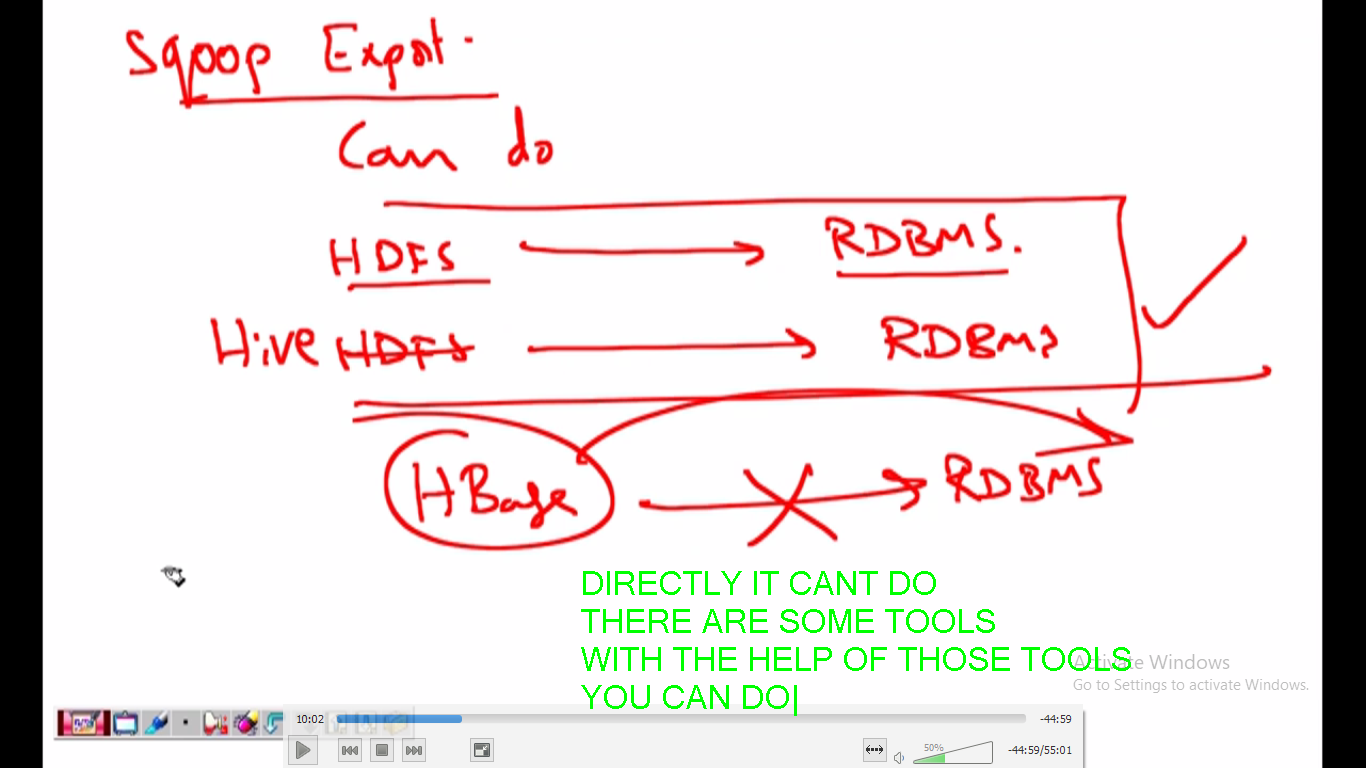 Sqoop Export.
Can do
HDFS → RDBMS.
Hive HDFS → RDBMS
HBase → RDBMS
DIRECTLY IT CANT DO
THERE ARE SOME TOOLS
WITH THE HELP OF THOSE TOOLS
YOU CAN DO
Activate Windows
Go to Settings to activate Windows.
10:02 -44:59
50% -44:59/55:01